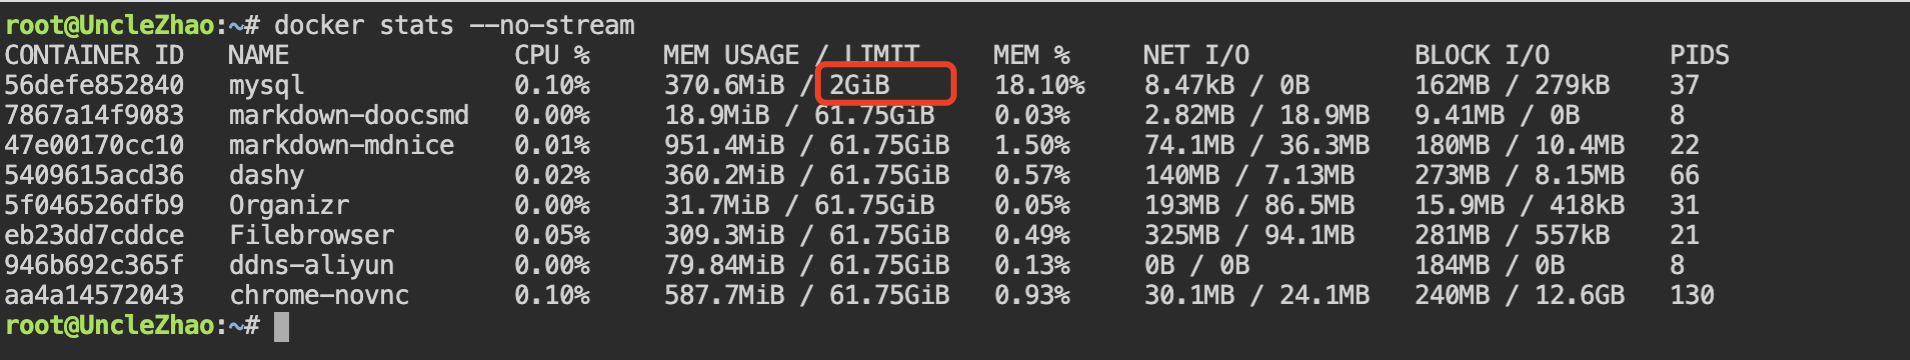 root@UncleZhao:~# docker stats --no-stream
CONTAINER ID   NAME               CPU %     MEM USAGE / LIMIT     MEM %     NET I/O           BLOCK I/O         PIDS
56defe852840   mysql              0.10%     370.6MiB / 2GiB       18.10%    8.47kB / 0B       162MB / 279kB     37
7867a14f9083   markdown-doocsmd   0.00%     18.9MiB / 61.75GiB    0.03%     2.82MB / 18.9MB   9.41MB / 0B       8
47e00170cc10   markdown-mdnice    0.01%     951.4MiB / 61.75GiB   1.50%     74.1MB / 36.3MB   180MB / 10.4MB    22
5409615acd36   dashy              0.02%     360.2MiB / 61.75GiB   0.57%     140MB / 7.13MB    273MB / 8.15MB    66
5f046526dfb9   Organizr           0.00%     31.7MiB / 61.75GiB    0.05%     193MB / 86.5MB    15.9MB / 418kB    31
eb23dd7cddce   Filebrowser        0.05%     309.3MiB / 61.75GiB   0.49%     325MB / 94.1MB    281MB / 557kB     21
946b692c365f   ddns-aliyun        0.00%     79.84MiB / 61.75GiB   0.13%     0B / 0B           184MB / 0B        8
aa4a14572043   chrome-novnc       0.10%     587.7MiB / 61.75GiB   0.93%     30.1MB / 24.1MB   240MB / 12.6GB    130
root@UncleZhao:~#